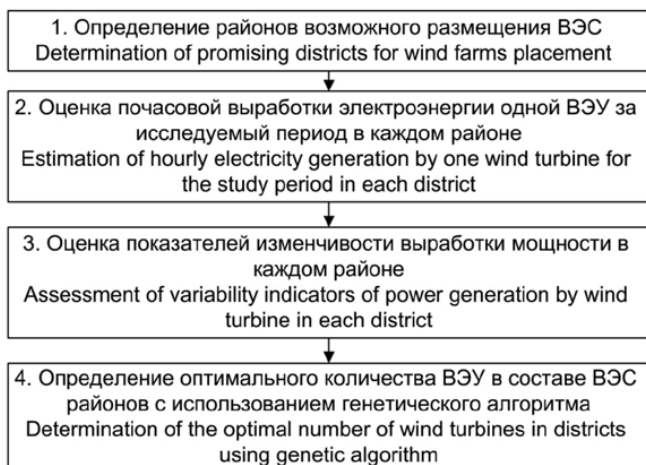 1. Определение районов возможного размещения ВЭС
Determination of promising districts for wind farms placement
2. Оценка почасовой выработки электроэнергии одной ВЭУ за
исследуемый период в каждом районе
Estimation of hourly electricity generation by one wind turbine for
the study period in each district
3. Оценка показателей изменчивости выработки мощности в
каждом районе
Assessment of variability indicators of power generation by wind
turbine in each district
4. Определение оптимального количества ВЭУ в составе ВЭС
районов с использованием генетического алгоритма
Determination of the optimal number of wind turbines in districts
using genetic algorithm